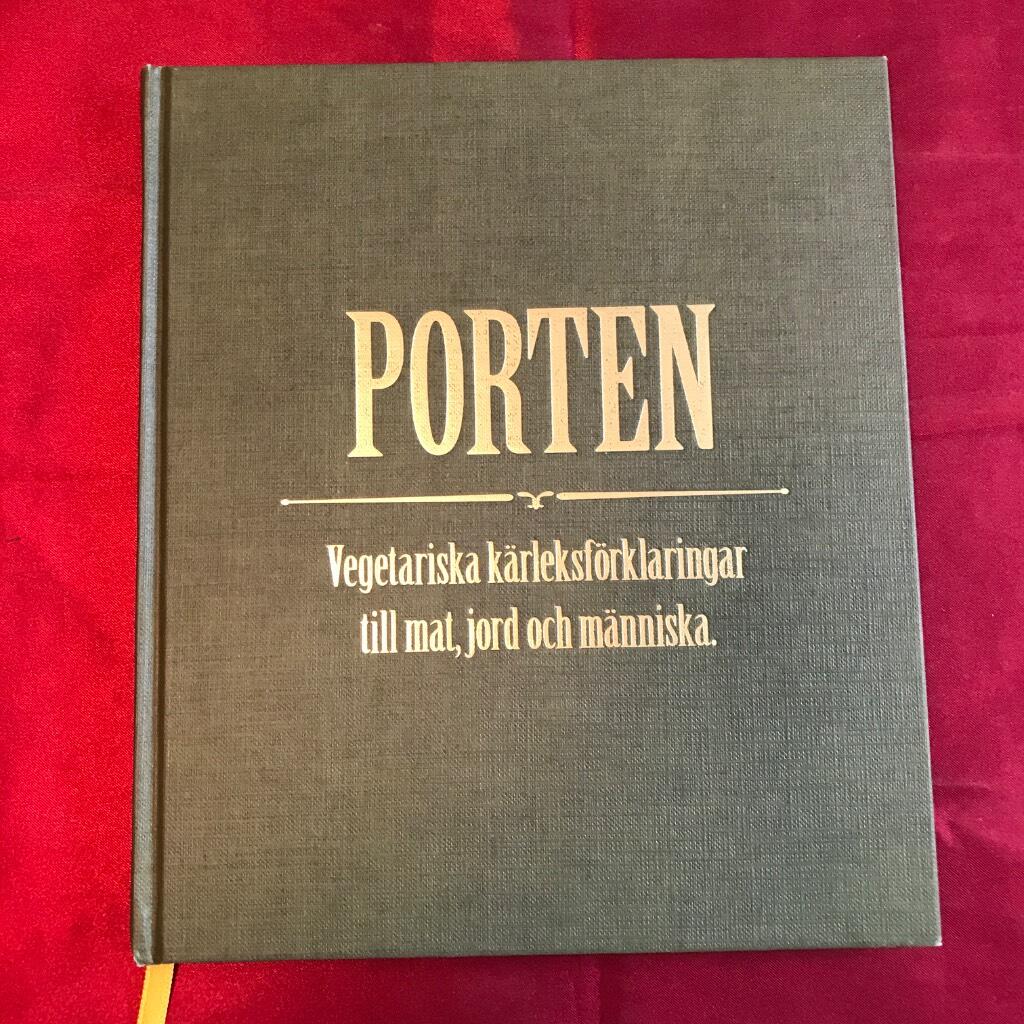 PORTEN
Vegetariska kärleksförklaringar
till mat, jord och människa.